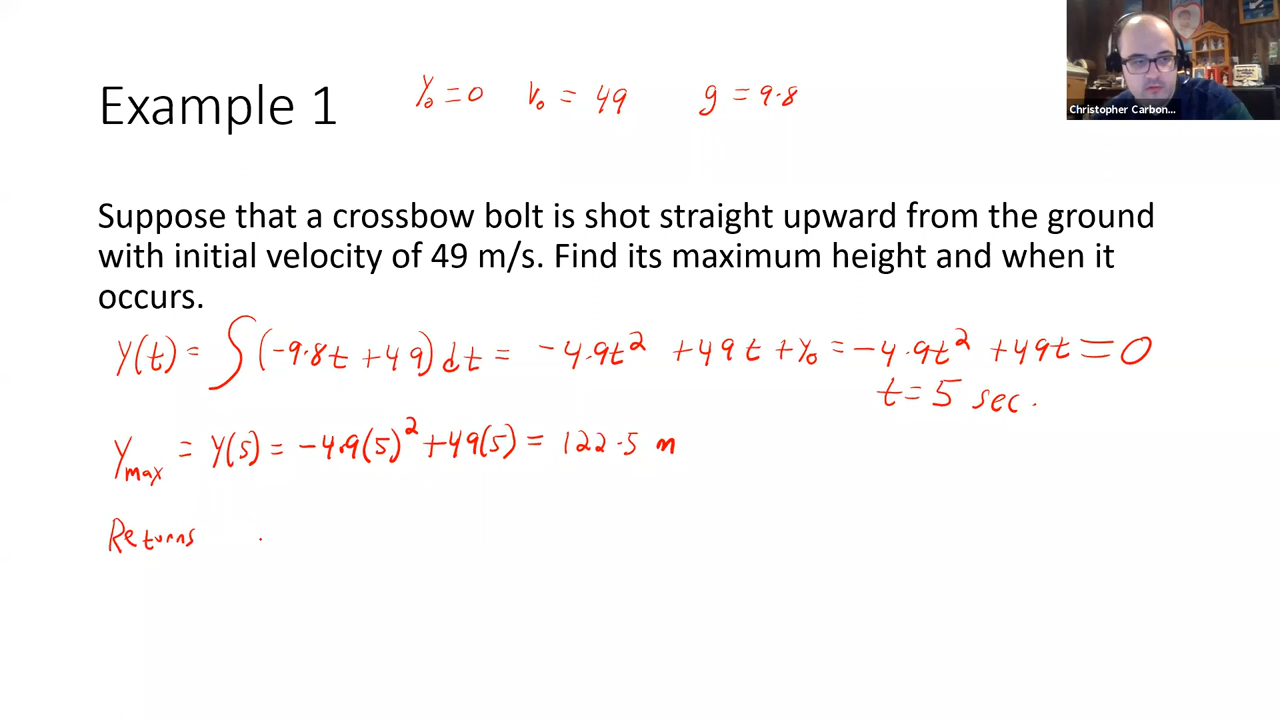 Example 1
y₀ = 0 v₀ = 49 g = 9.8
Christopher Carbon...
Suppose that a crossbow bolt is shot straight upward from the ground
with initial velocity of 49 m/s. Find its maximum height and when it
occurs.
y(t) = ∫(-9.8t + 49) dt = -4.9t² + 49t + y₀ = -4.9t² + 49t = 0
t = 5 sec.
y_max = y(5) = -4.9(5)² + 49(5) = 122.5 m
Returns